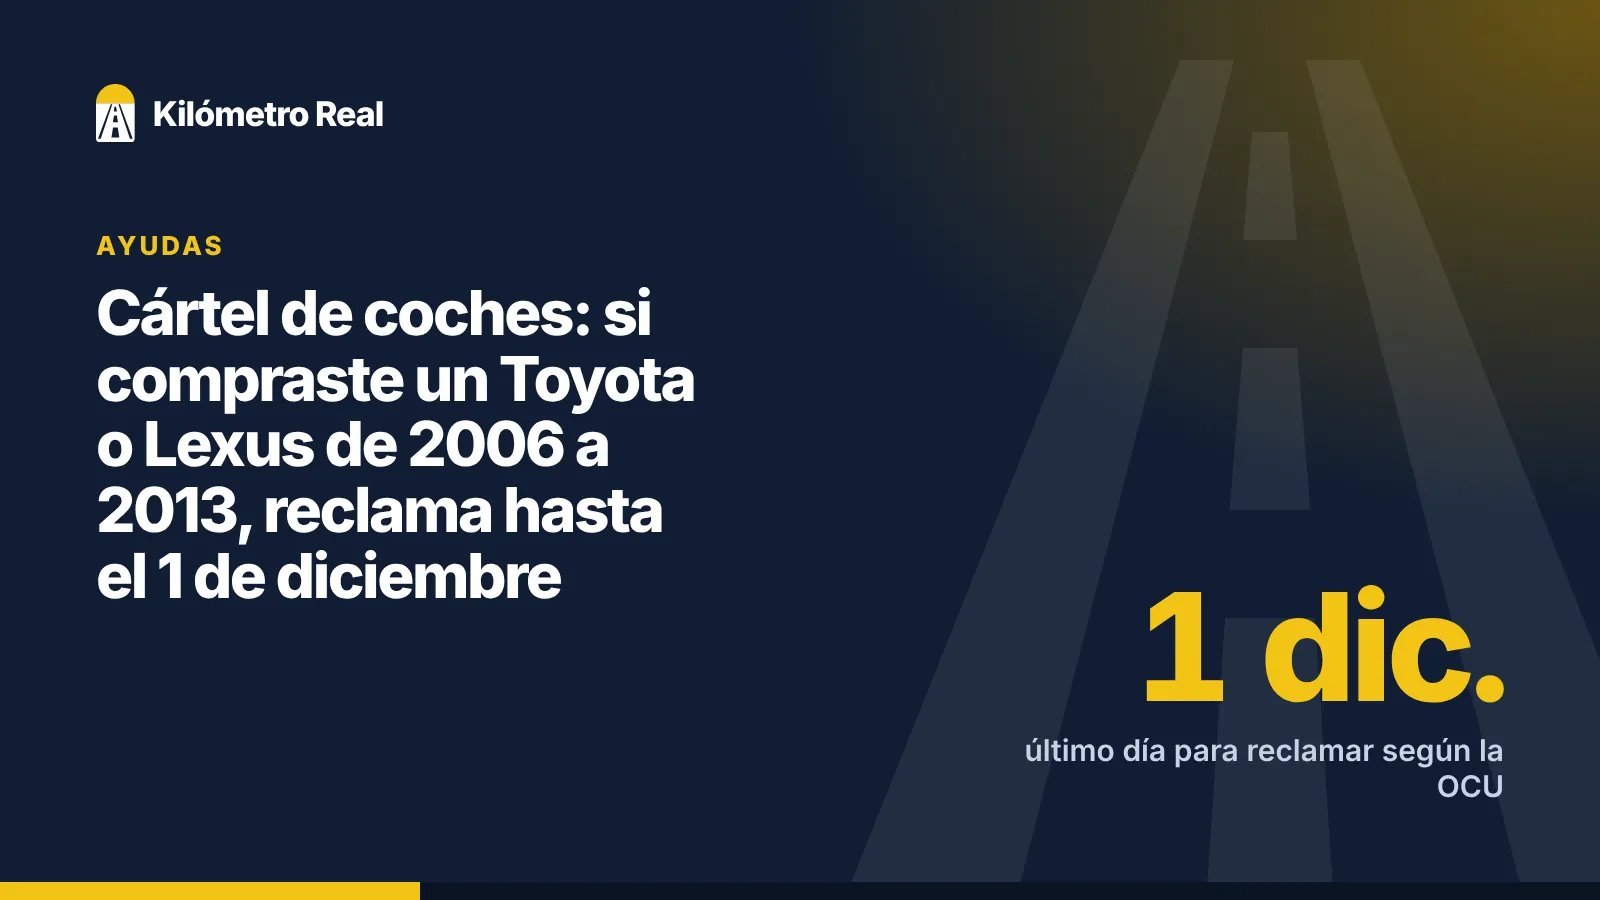 Kilómetro Real
AYUDAS
Cártel de coches: si
compraste un Toyota
o Lexus de 2006 a
2013, reclama hasta
el 1 de diciembre
1 dic.
último día para reclamar según la
OCU